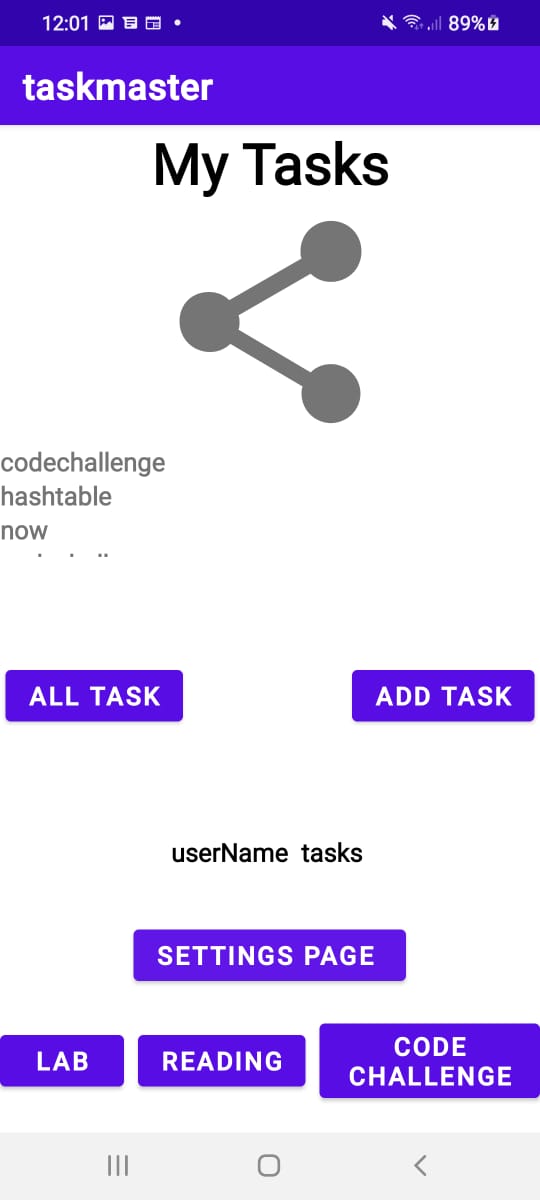 12:01
89%
taskmaster
My Tasks
codechallenge
hashtable
now
ALL TASK
ADD TASK
userName tasks
SETTINGS PAGE
LAB
READING
CODE
CHALLENGE